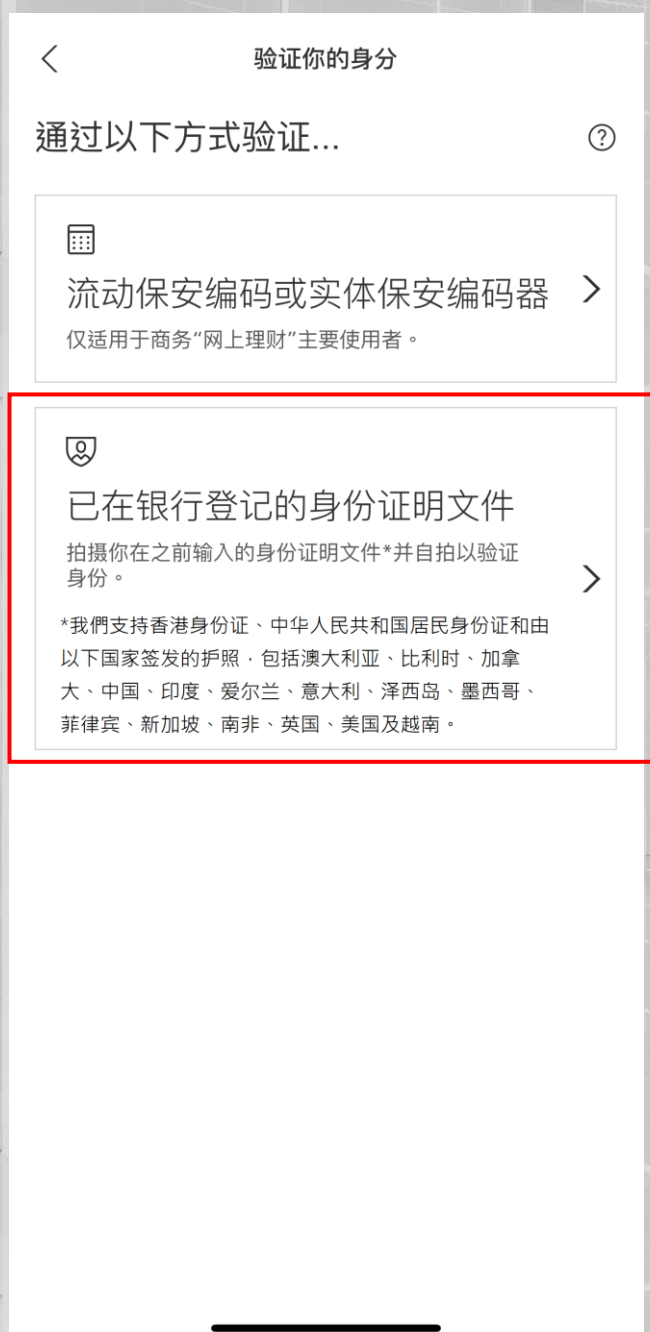 验证你的身分
通过以下方式验证...
流动保安编码或实体保安编码器
仅适用于商务“网上理财”主要使用者。
已在银行登记的身份证明文件
拍摄你在之前输入的身份证明文件*并自拍以验证
身份。
*我們支持香港身份证、中华人民共和国居民身份证和由
以下国家签发的护照，包括澳大利亚、比利时、加拿
大、中国、印度、爱尔兰、意大利、泽西岛、墨西哥、
菲律宾、新加坡、南非、英国、美国及越南。